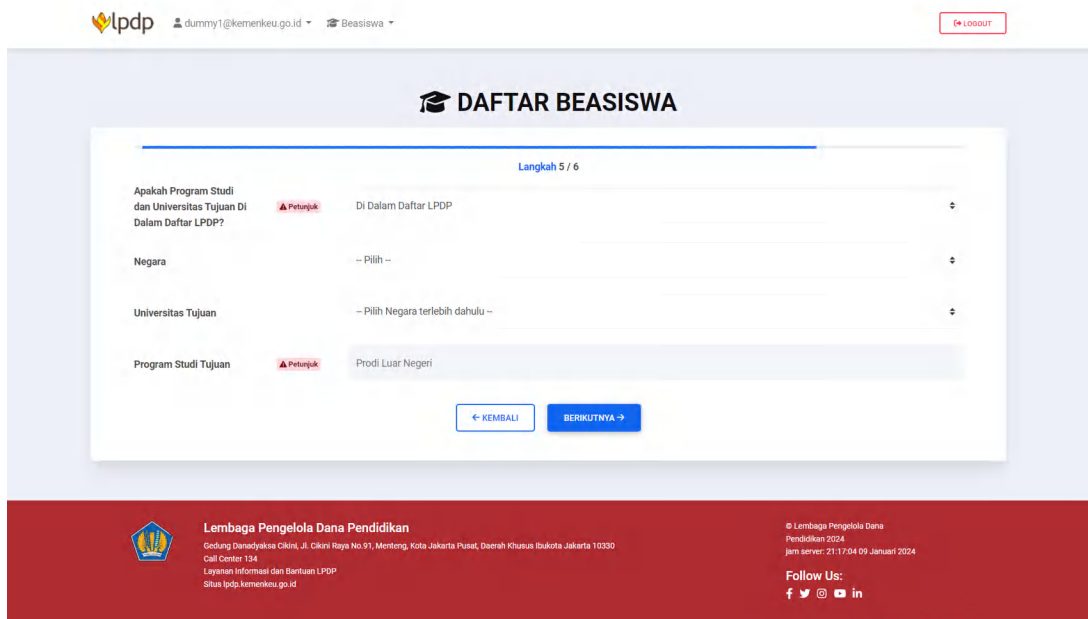 lpdp
dummy1@kemenkeu.go.id
Beasiswa
LOGOUT
DAFTAR BEASISWA
Langkah 5 / 6
Apakah Program Studi
dan Universitas Tujuan Di
Dalam Daftar LPDP?
Petunjuk
Di Dalam Daftar LPDP
Negara
-- Pilih --
Universitas Tujuan
-- Pilih Negara terlebih dahulu --
Program Studi Tujuan
Petunjuk
Prodi Luar Negeri
← KEMBALI
BERIKUTNYA →
Lembaga Pengelola Dana Pendidikan
Gedung Danadyaksa Cikini, Jl. Cikini Raya No.91, Menteng, Kota Jakarta Pusat, Daerah Khusus Ibukota Jakarta 10330
Call Center 134
Layanan Informasi dan Bantuan LPDP
Situs lpdp.kemenkeu.go.id
© Lembaga Pengelola Dana
Pendidikan 2024
jam server: 21:17:04 09 Januari 2024
Follow Us: